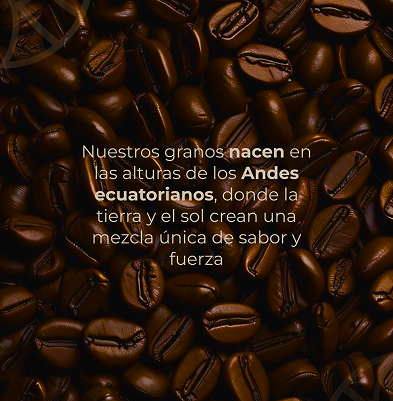 Nuestros granos nacen en
las alturas de los Andes
ecuatorianos, donde la
tierra y el sol crean una
mezcla única de sabor y
fuerza